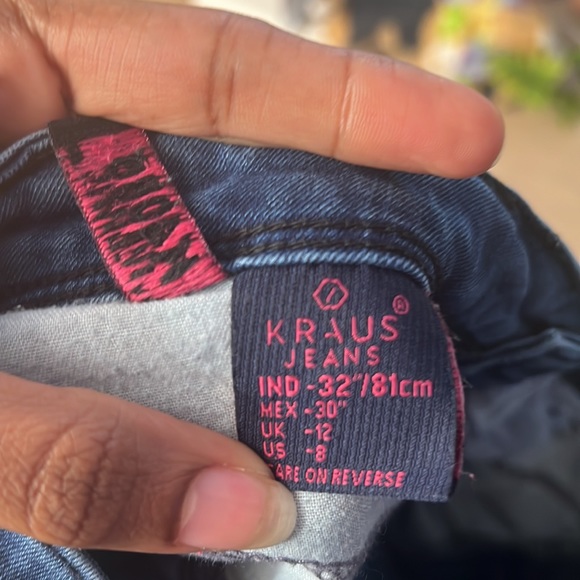 KRAUS®
JEANS
IND -32"/81cm
MEX -30"
UK -12
US -8
CARE ON REVERSE